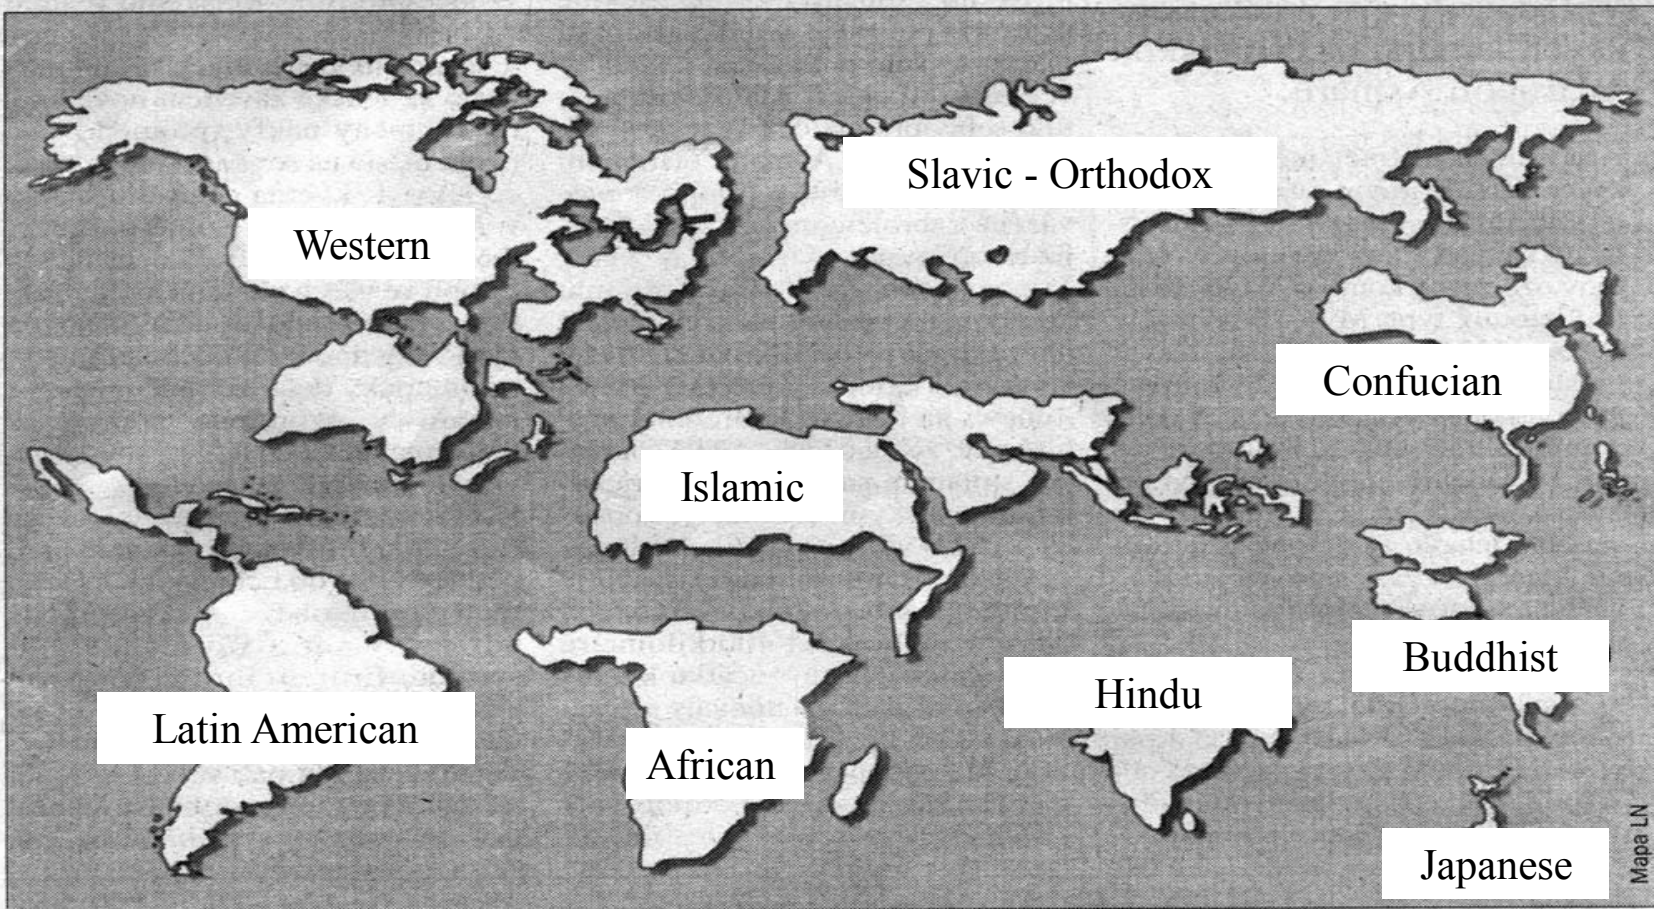 Slavic - Orthodox
Western
Confucian
Islamic
Buddhist
Hindu
Latin American
African
Japanese
Mapa LN